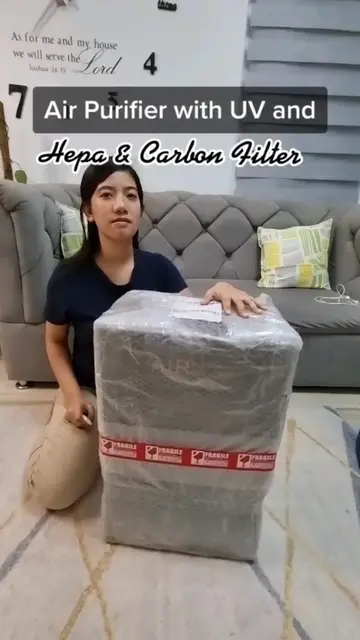 As for me and my house
we will serve the
Lord
Joshua 24:15
4
7
Air Purifier with UV and
Hepa & Carbon Filter
AIR
FRAGILE
FRAGILE
FRAGILE
FRAGILE